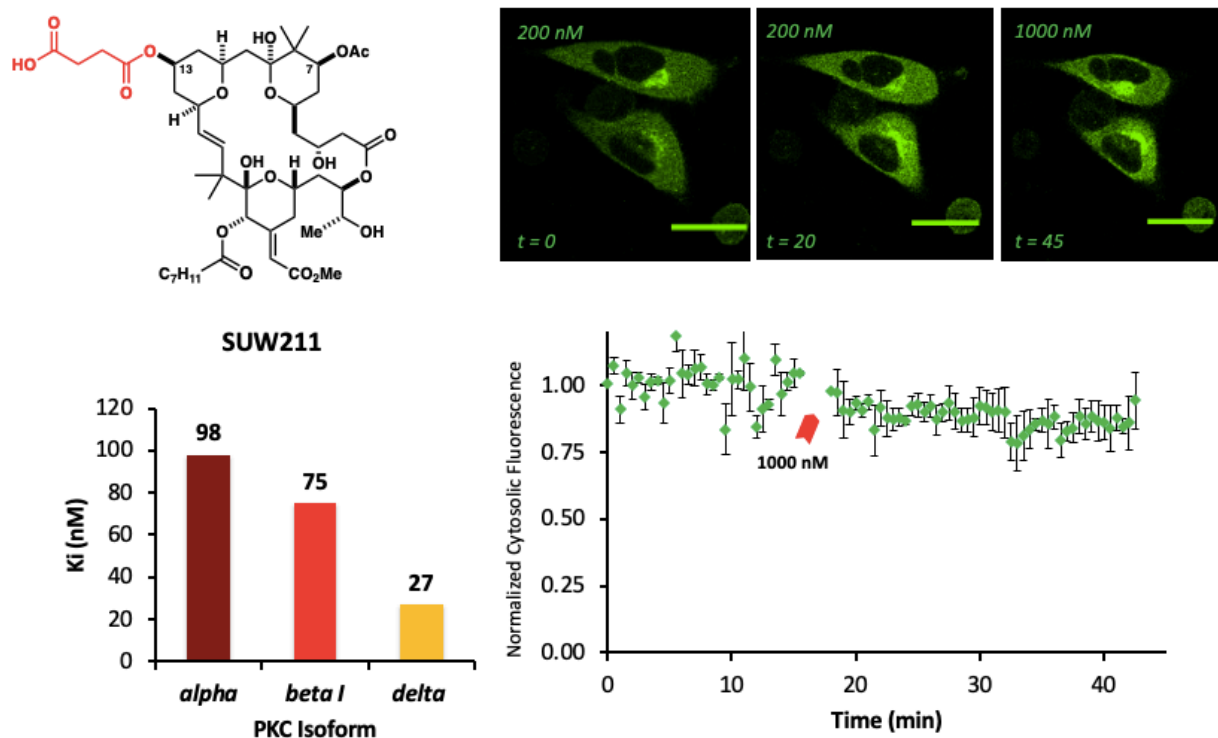 O
HO
O
O
13
H
HO
7
OAc
O
O
H
OH
O
OH
O
H
O
O
Me
OH
C7H11
O
CO2Me
200 nM
t = 0
200 nM
t = 20
1000 nM
t = 45
SUW211
Ki (nM)
120
100
80
60
40
20
0
98
75
27
alpha
beta I
delta
PKC Isoform
Normalized Cytosolic Fluorescence
1.00
0.75
0.50
0.25
0.00
1000 nM
0
10
20
30
40
Time (min)